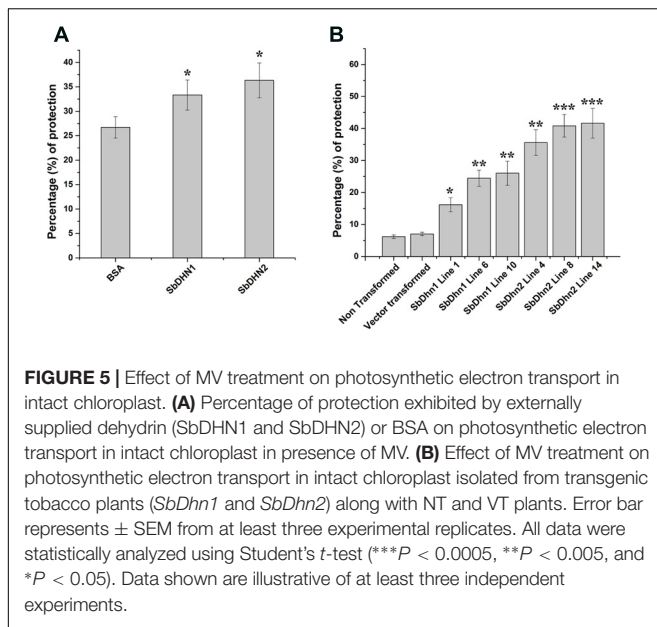 A
Percentage (%) of protection
45
40
35
30
25
20
15
10
5
0
*
*
BSA
SbDHN1
SbDHN2
B
Percentage (%) of protection
60
50
40
30
20
10
0
*
**
**
**
***
***
Non Transformed
Vector transformed
SbDhn1 Line 1
SbDhn1 Line 6
SbDhn1 Line 10
SbDhn2 Line 4
SbDhn2 Line 8
SbDhn2 Line 14
FIGURE 5 | Effect of MV treatment on photosynthetic electron transport in
intact chloroplast. (A) Percentage of protection exhibited by externally
supplied dehydrin (SbDHN1 and SbDHN2) or BSA on photosynthetic electron
transport in intact chloroplast in presence of MV. (B) Effect of MV treatment on
photosynthetic electron transport in intact chloroplast isolated from transgenic
tobacco plants (SbDhn1 and SbDhn2) along with NT and VT plants. Error bar
represents ± SEM from at least three experimental replicates. All data were
statistically analyzed using Student's t-test (***P < 0.0005, **P < 0.005, and
*P < 0.05). Data shown are illustrative of at least three independent
experiments.